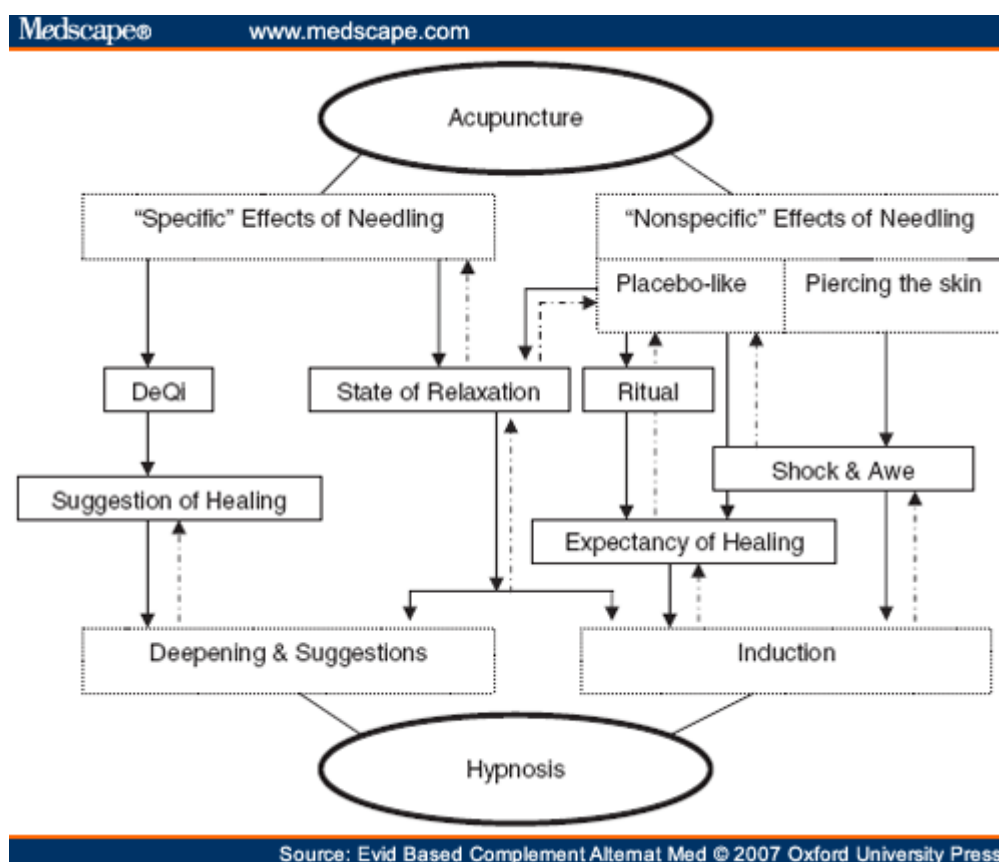 Medscape® www.medscape.com
Acupuncture
“Specific” Effects of Needling
“Nonspecific” Effects of Needling
Placebo-like
Piercing the skin
DeQi
State of Relaxation
Ritual
Shock & Awe
Suggestion of Healing
Expectancy of Healing
Deepening & Suggestions
Induction
Hypnosis
Source: Evid Based Complement Alternat Med © 2007 Oxford University Press